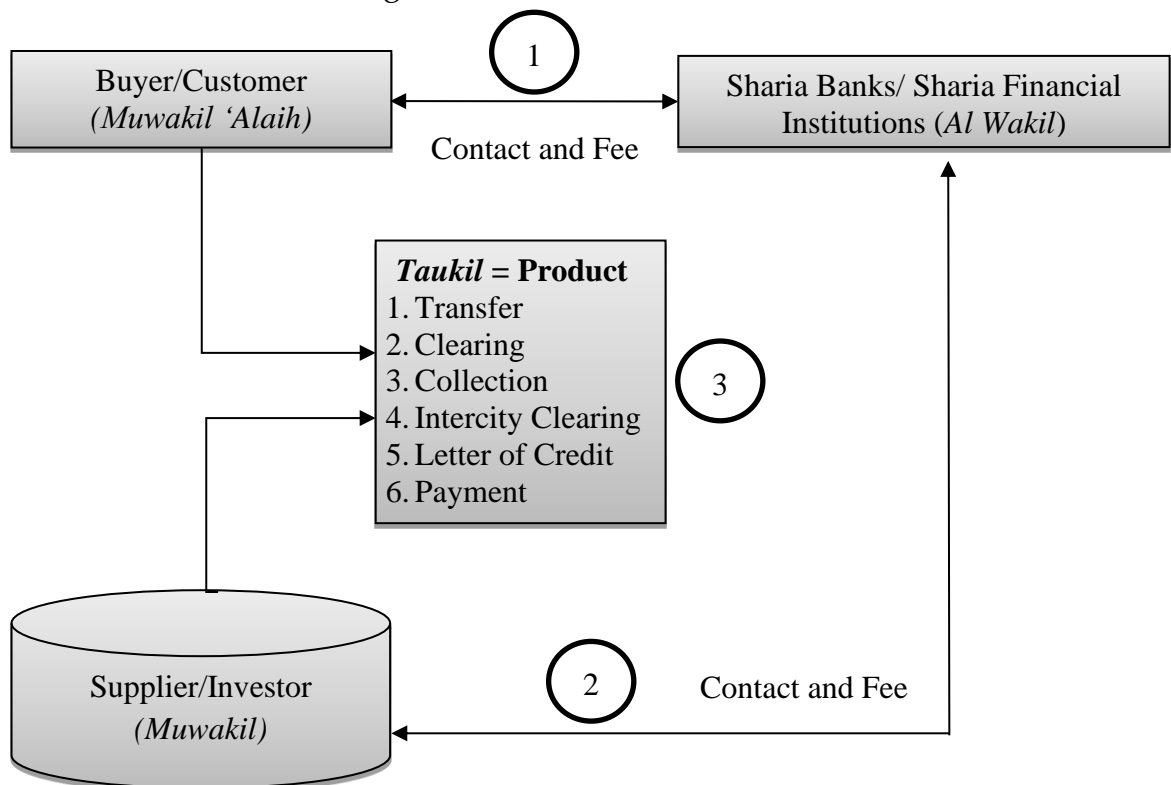 1
Buyer/Customer
(Muwakil ‘Alaih)
Sharia Banks/ Sharia Financial
Institutions (Al Wakil)
Contact and Fee
Taukil = Product
1. Transfer
2. Clearing
3. Collection
4. Intercity Clearing
5. Letter of Credit
6. Payment
3
Supplier/Investor
(Muwakil)
2
Contact and Fee